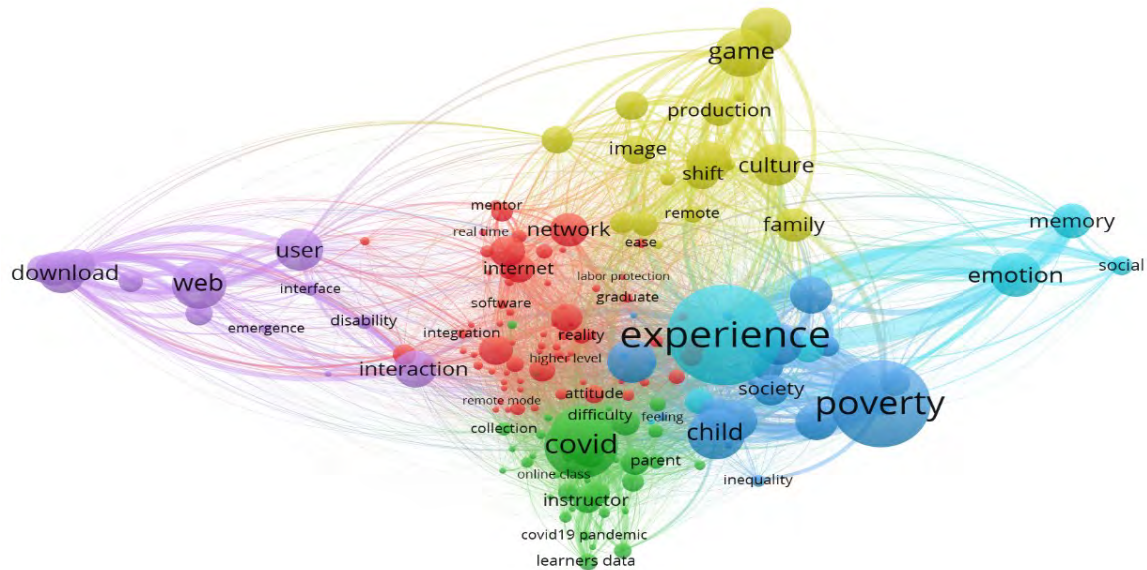 game
production
image
shift
culture
mentor
remote
network
family
memory
real time
ease
user
download
internet
labor protection
emotion
social
web
interface
software
graduate
emergence
disability
integration
reality
experience
interaction
higher level
society
remote mode
attitude
poverty
collection
difficulty
feeling
child
covid
online class
parent
inequality
instructor
covid19 pandemic
learners data